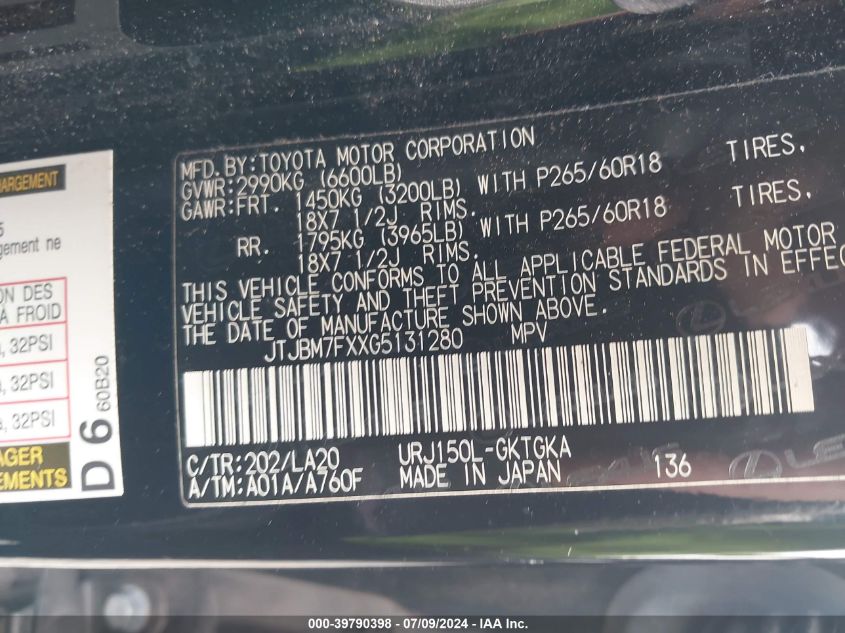 MFD.BY:TOYOTA MOTOR CORPORATION
GVWR:2990KG (6600LB)
GAWR:FRT. 1450KG (3200LB) WITH P265/60R18 TIRES,
18X7 1/2J RIMS.
RR. 1795KG (3965LB) WITH P265/60R18 TIRES,
18X7 1/2J RIMS.
THIS VEHICLE CONFORMS TO ALL APPLICABLE FEDERAL MOTOR
VEHICLE SAFETY AND THEFT PREVENTION STANDARDS IN EFFEC
THE DATE OF MANUFACTURE SHOWN ABOVE.
JTJBM7FXXG5131280 MPV
C/TR:202/LA20 URJ150L-GKTGKA 136
A/TM:A01A/A760F MADE IN JAPAN
ARGEMENT
5
gement ne
ON DES
A FROID
, 32PSI
, 32PSI
, 32PSI
AGER
EMENTS
D 6 60B20
000-39790398 - 07/09/2024 - IAA Inc.